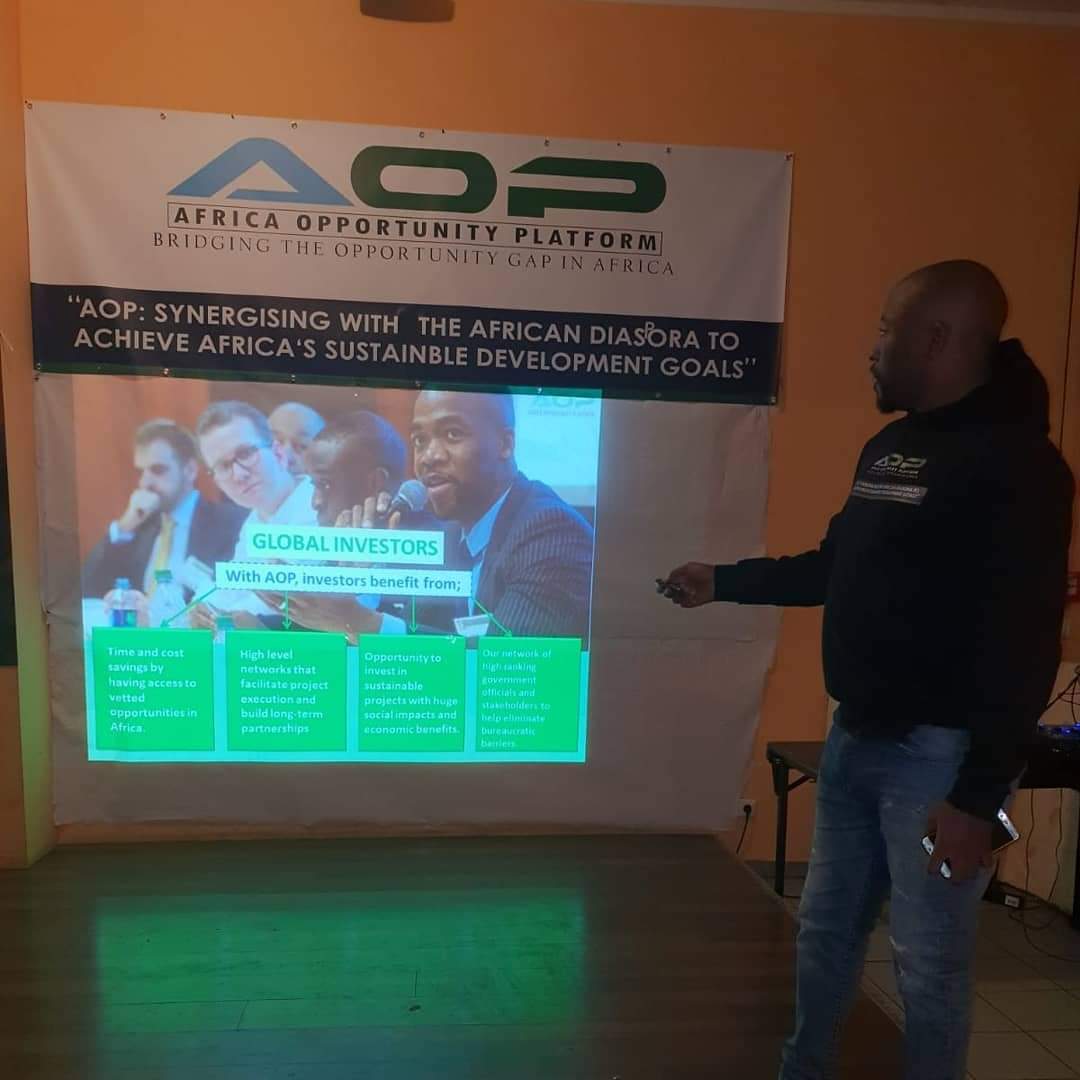 AOP
AFRICA OPPORTUNITY PLATFORM
BRIDGING THE OPPORTUNITY GAP IN AFRICA
“AOP: SYNERGISING WITH THE AFRICAN DIASPORA TO
ACHIEVE AFRICA‘S SUSTAINBLE DEVELOPMENT GOALS”
AOP
GLOBAL INVESTORS
With AOP, investors benefit from;
Time and cost
savings by
having access to
vetted
opportunities in
Africa.
High level
networks that
facilitate project
execution and
build long-term
partnerships
Opportunity to
invest in
sustainable
projects with huge
social impacts and
economic benefits.
Our network of
high ranking
government
officials and
stakeholders to
help eliminate
bureaucratic
barriers.
AOP